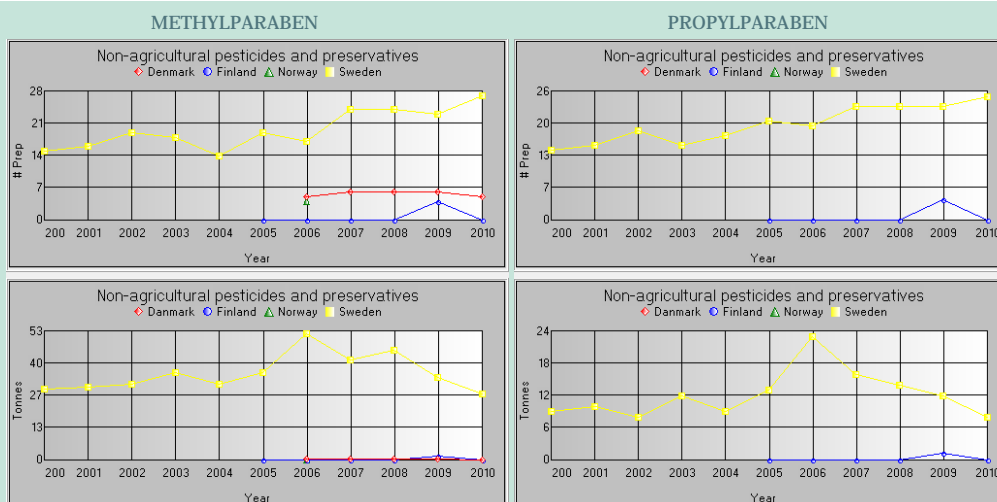 METHYLPARABEN
Non-agricultural pesticides and preservatives
Denmark Finland Norway Sweden
28
21
14
7
0
# Prep
200 2001 2002 2003 2004 2005 2006 2007 2008 2009 2010
Year
PROPYLPARABEN
Non-agricultural pesticides and preservatives
Denmark Finland Norway Sweden
26
20
13
7
0
# Prep
200 2001 2002 2003 2004 2005 2006 2007 2008 2009 2010
Year
Non-agricultural pesticides and preservatives
Danmark Finland Norway Sweden
53
40
27
13
0
Tonnes
200 2001 2002 2003 2004 2005 2006 2007 2008 2009 2010
Year
Non-agricultural pesticides and preservatives
Danmark Finland Norway Sweden
24
18
12
6
0
Tonnes
200 2001 2002 2003 2004 2005 2006 2007 2008 2009 2010
Year